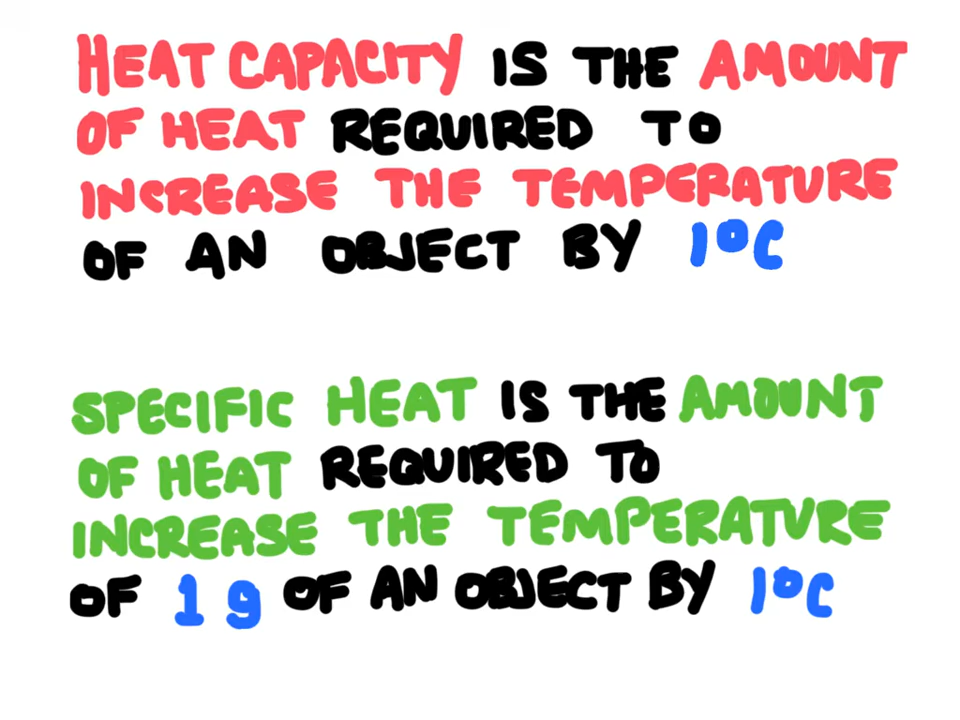 HEAT CAPACITY IS THE AMOUNT
OF HEAT REQUIRED TO
INCREASE THE TEMPERATURE
OF AN OBJECT BY 1°C
SPECIFIC HEAT IS THE AMOUNT
OF HEAT REQUIRED TO
INCREASE THE TEMPERATURE
OF 1 g OF AN OBJECT BY 1°C